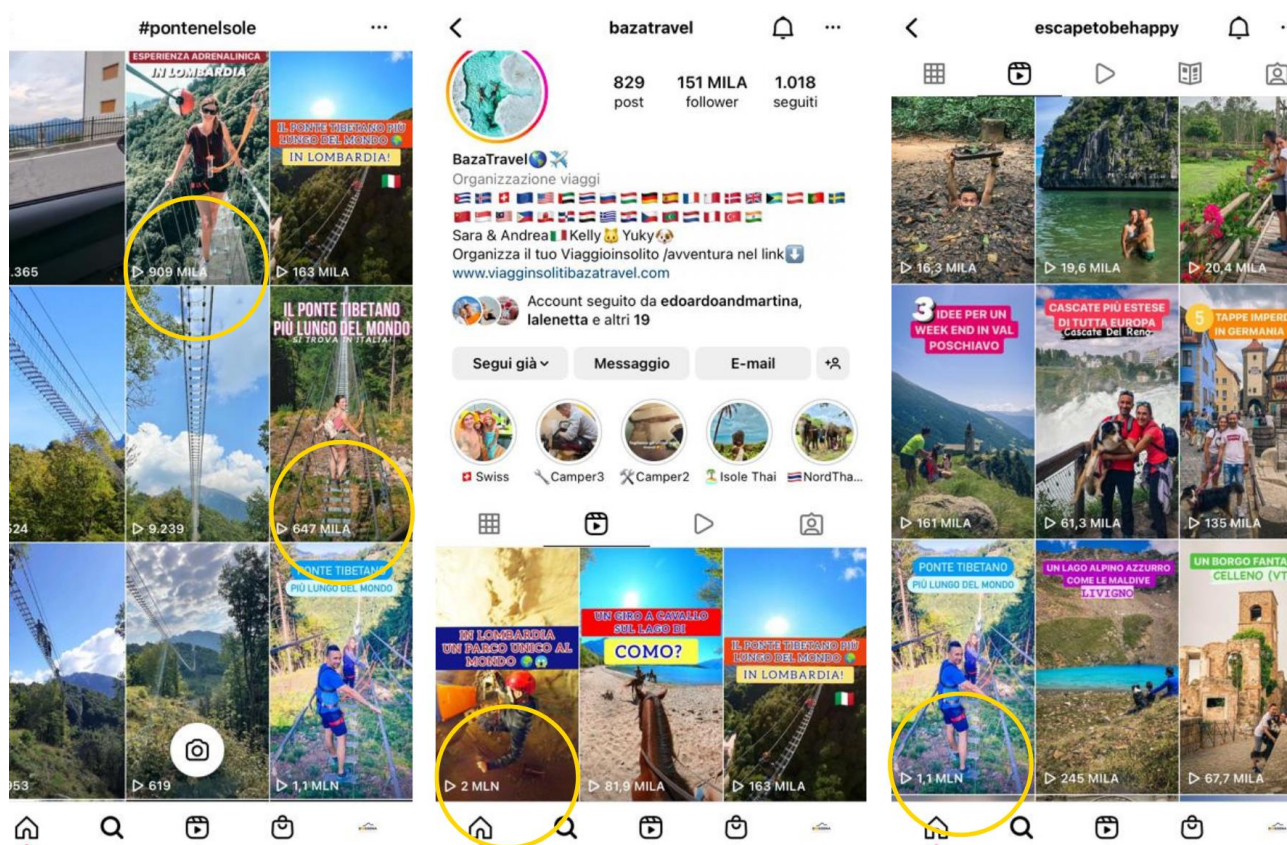 #pontenelsole
...
ESPERIENZA ADRENALINICA
IN LOMBARDIA
IL PONTE TIBETANO PIÙ
LUNGO DEL MONDO
IN LOMBARDIA!
.365
909 MILA
163 MILA
IL PONTE TIBETANO
PIÙ LUNGO DEL MONDO
SI TROVA IN ITALIA!
524
9.239
647 MILA
PONTE TIBETANO
PIÙ LUNGO DEL MONDO
953
619
1,1 MLN
bazatravel
...
829
151 MILA
1.018
post
follower
seguiti
BazaTravel
Organizzazione viaggi
Sara & Andrea Kelly Yuky
Organizza il tuo Viaggioinsolito /avventura nel link
www.viagginsolitibazatravel.com
Account seguito da edoardoandmartina,
lalenetta e altri 19
Segui già
Messaggio
E-mail
Swiss
Camper3
Camper2
Isole Thai
NordTha...
IN LOMBARDIA
UN PARCO UNICO AL
MONDO
UN GIRO A CAVALLO
SUL LAGO DI
COMO?
IL PONTE TIBETANO PIÙ
LUNGO DEL MONDO
IN LOMBARDIA!
2 MLN
81,9 MILA
163 MILA
escapetobehappy
16,3 MILA
19,6 MILA
20,4 MILA
3 IDEE PER UN
WEEK END IN VAL
POSCHIAVO
CASCATE PIÙ ESTESE
DI TUTTA EUROPA
Cascate Del Reno.
5 TAPPE IMPERD
IN GERMANIA
161 MILA
61,3 MILA
135 MILA
PONTE TIBETANO
PIÙ LUNGO DEL MONDO
UN LAGO ALPINO AZZURRO
COME LE MALDIVE
LIVIGNO
UN BORGO FANTA
CELLENO (VT
1,1 MLN
245 MILA
67,7 MILA